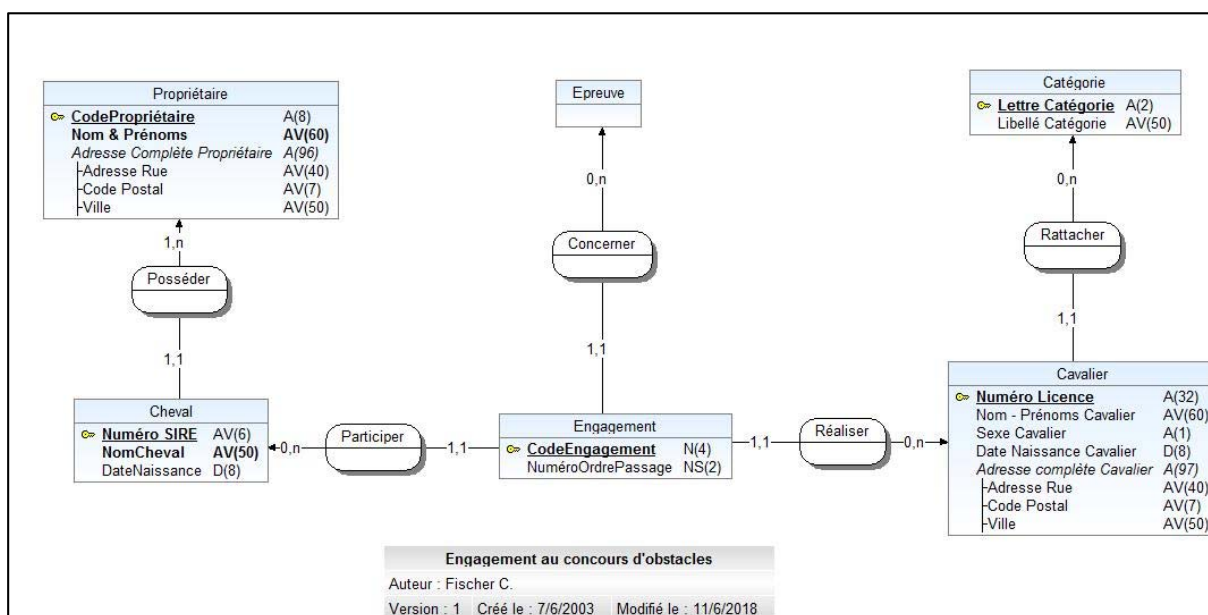 Propriétaire
CodePropriétaire A(8)
Nom & Prénoms AV(60)
Adresse Complète Propriétaire A(96)
Adresse Rue AV(40)
Code Postal AV(7)
Ville AV(50)
1,n
Posséder
1,1
Cheval
Numéro SIRE AV(6)
NomCheval AV(50)
DateNaissance D(8)
0,n
Participer
1,1
Epreuve
0,n
Concerner
1,1
Engagement
CodeEngagement N(4)
NuméroOrdrePassage NS(2)
1,1
Réaliser
0,n
Catégorie
Lettre Catégorie A(2)
Libellé Catégorie AV(50)
0,n
Rattacher
1,1
Cavalier
Numéro Licence A(32)
Nom - Prénoms Cavalier AV(60)
Sexe Cavalier A(1)
Date Naissance Cavalier D(8)
Adresse complète Cavalier A(97)
Adresse Rue AV(40)
Code Postal AV(7)
Ville AV(50)
Engagement au concours d'obstacles
Auteur : Fischer C.
Version : 1 Créé le : 7/6/2003 Modifié le : 11/6/2018